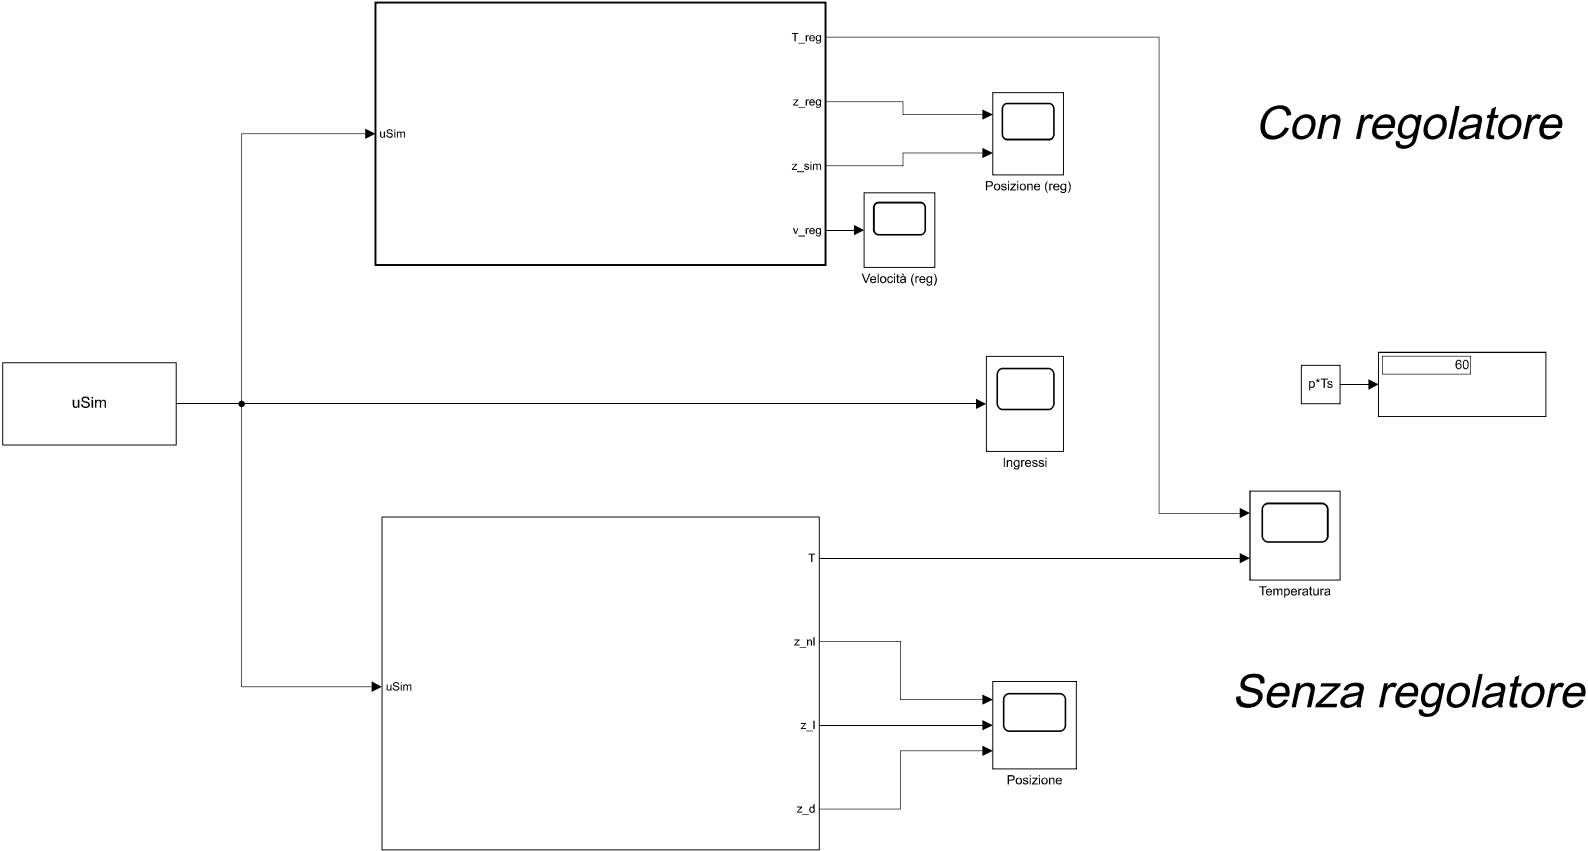 T_reg
z_reg
uSim
z_sim
v_reg
Posizione (reg)
Velocità (reg)
Con regolatore
uSim
Ingressi
p*Ts
60
T
Temperatura
z_nl
uSim
z_l
z_d
Posizione
Senza regolatore